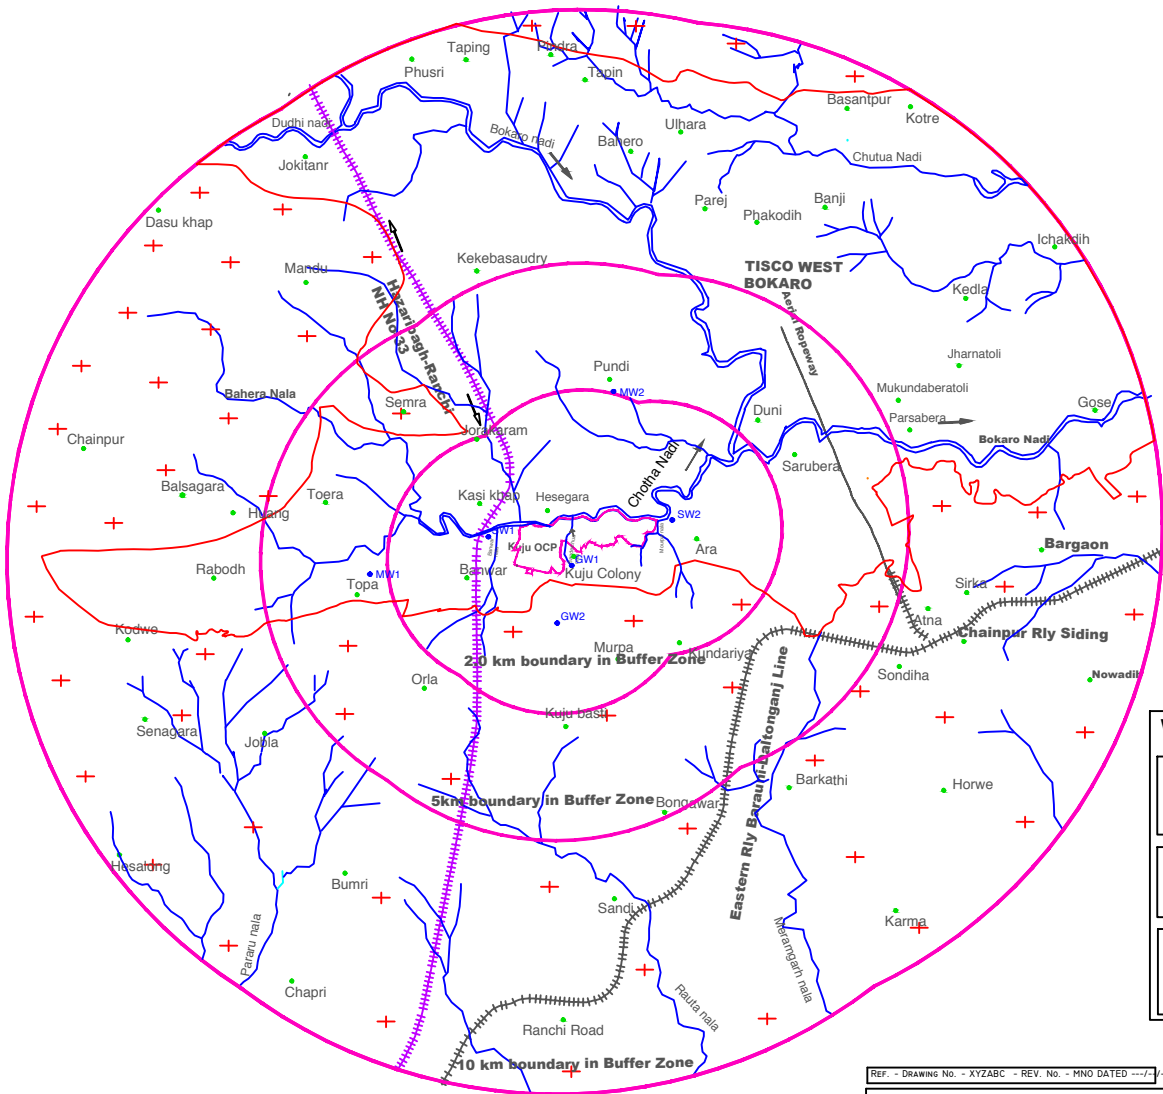 Taping
Pindra
Phusri
Tapin
Basantpur
Kotre
Dudhi nadi
Bokaro nadi
Ulhara
Bahero
Jokitanr
Chutua Nadi
Dasu khap
Parej
Phakodih
Banji
Ichakdih
Mandu
Kekebasaudry
TISCO WEST
BOKARO
Kedla
Hazaribagh-Ranchi
NH No 33
Aerial Ropeway
Jharnatoli
Pundi
MW2
Mukundaberatoli
Bahera Nala
Semra
Duni
Parsabera
Gose
Jorakaram
Bokaro Nadi
Chainpur
Chotha Nadi
Sarubera
Balsagara
Toera
Kasi khap
Hesegara
Huang
SW2
SW1
Kuju OCP
Ara
Bargaon
GW1
Rabodh
MW1
Banwar
Kuju Colony
Topa
Sirka
Atna
GW2
Kodwe
Chainpur Rly Siding
Murpa
Kundariya
2.0 km boundary in Buffer Zone
Sondiha
Nowadih
Orla
Senagara
Jobla
Kuju basti
Eastern Rly Barauni-Daltonganj Line
Barkathi
Horwe
5km boundary in Buffer Zone
Bongawar
Hesalong
Bumri
Sandi
Karma
Pararu nala
Meramgarh nala
Chapri
Rauta nala
Ranchi Road
10 km boundary in Buffer Zone
REF. - DRAWING NO. - XYZABC - REV. NO. - MNO DATED ---/-/-